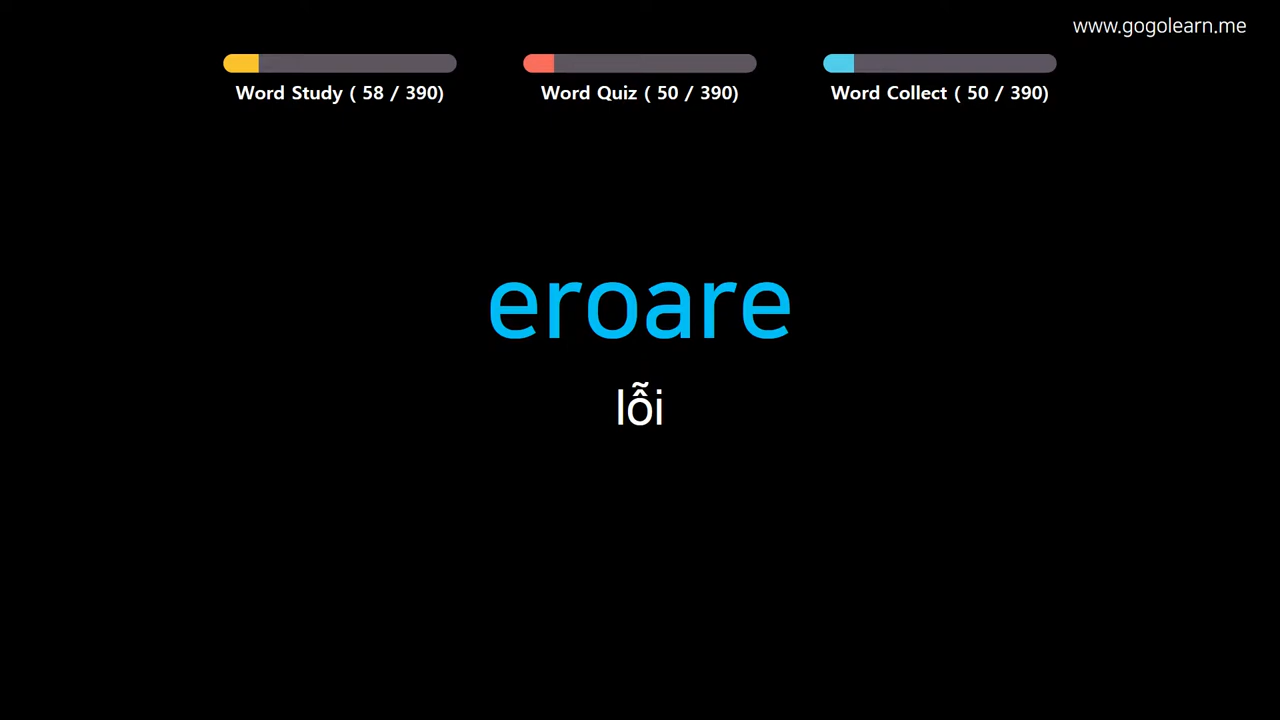 www.gogolearn.me
Word Study ( 58 / 390)
Word Quiz ( 50 / 390)
Word Collect ( 50 / 390)
eroare
lỗi